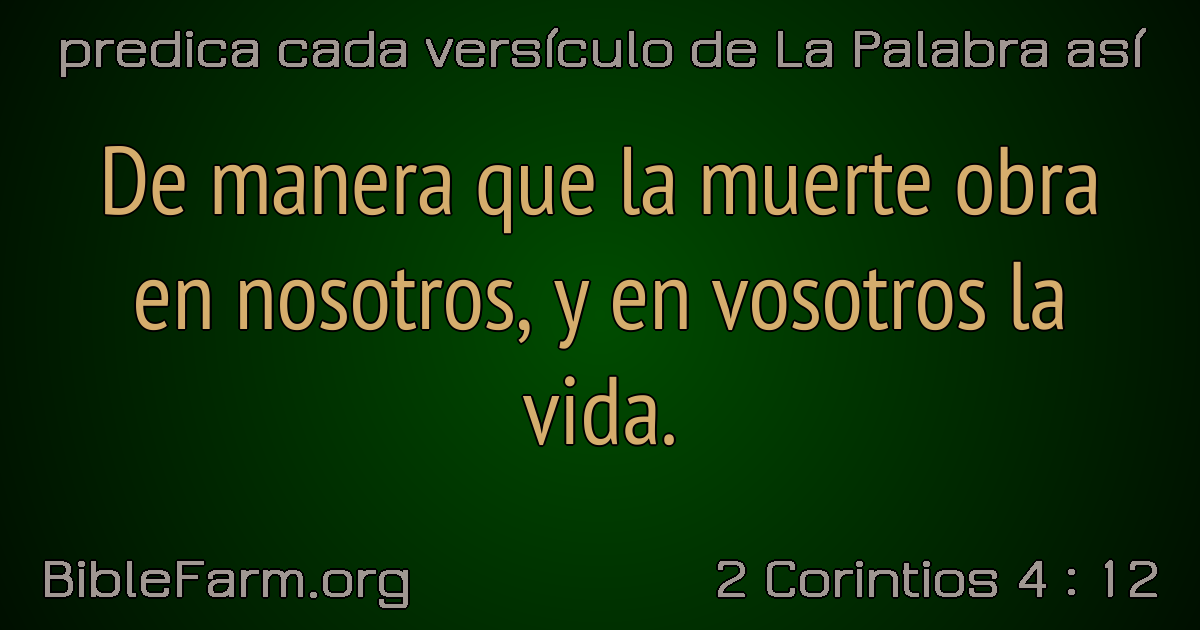 predica cada versículo de La Palabra así
De manera que la muerte obra
en nosotros, y en vosotros la
vida.
BibleFarm.org
2 Corintios 4 : 12